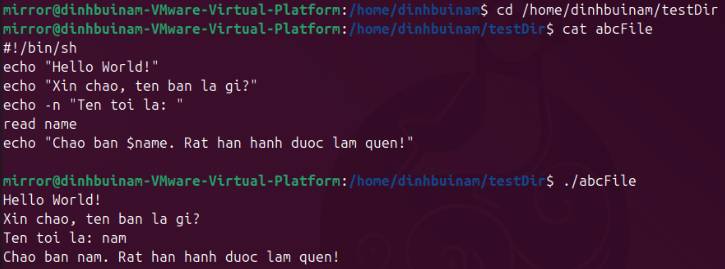 mirror@dinhbuinam-VMware-Virtual-Platform:/home/dinhbuinam$ cd /home/dinhbuinam/testDir
mirror@dinhbuinam-VMware-Virtual-Platform:/home/dinhbuinam/testDir$ cat abcFile
#!/bin/sh
echo "Hello World!"
echo "Xin chao, ten ban la gi?"
echo -n "Ten toi la: "
read name
echo "Chao ban $name. Rat han hanh duoc lam quen!"
mirror@dinhbuinam-VMware-Virtual-Platform:/home/dinhbuinam/testDir$ ./abcFile
Hello World!
Xin chao, ten ban la gi?
Ten toi la: nam
Chao ban nam. Rat han hanh duoc lam quen!